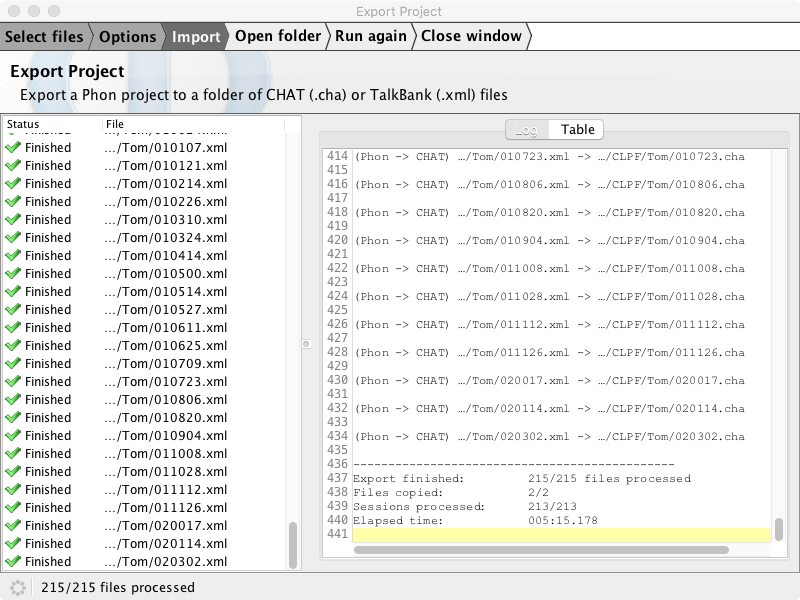 Export Project
Select files Options Import Open folder Run again Close window
Export Project
Export a Phon project to a folder of CHAT (.cha) or TalkBank (.xml) files
Status File
Finished .../Tom/010107.xml
Finished .../Tom/010121.xml
Finished .../Tom/010214.xml
Finished .../Tom/010226.xml
Finished .../Tom/010310.xml
Finished .../Tom/010324.xml
Finished .../Tom/010414.xml
Finished .../Tom/010500.xml
Finished .../Tom/010514.xml
Finished .../Tom/010527.xml
Finished .../Tom/010611.xml
Finished .../Tom/010625.xml
Finished .../Tom/010709.xml
Finished .../Tom/010723.xml
Finished .../Tom/010806.xml
Finished .../Tom/010820.xml
Finished .../Tom/010904.xml
Finished .../Tom/011008.xml
Finished .../Tom/011028.xml
Finished .../Tom/011112.xml
Finished .../Tom/011126.xml
Finished .../Tom/020017.xml
Finished .../Tom/020114.xml
Finished .../Tom/020302.xml
Log Table
414 (Phon -> CHAT) …/Tom/010723.xml -> …/CLPF/Tom/010723.cha
415
416 (Phon -> CHAT) …/Tom/010806.xml -> …/CLPF/Tom/010806.cha
417
418 (Phon -> CHAT) …/Tom/010820.xml -> …/CLPF/Tom/010820.cha
419
420 (Phon -> CHAT) …/Tom/010904.xml -> …/CLPF/Tom/010904.cha
421
422 (Phon -> CHAT) …/Tom/011008.xml -> …/CLPF/Tom/011008.cha
423
424 (Phon -> CHAT) …/Tom/011028.xml -> …/CLPF/Tom/011028.cha
425
426 (Phon -> CHAT) …/Tom/011112.xml -> …/CLPF/Tom/011112.cha
427
428 (Phon -> CHAT) …/Tom/011126.xml -> …/CLPF/Tom/011126.cha
429
430 (Phon -> CHAT) …/Tom/020017.xml -> …/CLPF/Tom/020017.cha
431
432 (Phon -> CHAT) …/Tom/020114.xml -> …/CLPF/Tom/020114.cha
433
434 (Phon -> CHAT) …/Tom/020302.xml -> …/CLPF/Tom/020302.cha
435
436 ----------------------------------------------
437 Export finished: 215/215 files processed
438 Files copied: 2/2
439 Sessions processed: 213/213
440 Elapsed time: 005:15.178
441
215/215 files processed